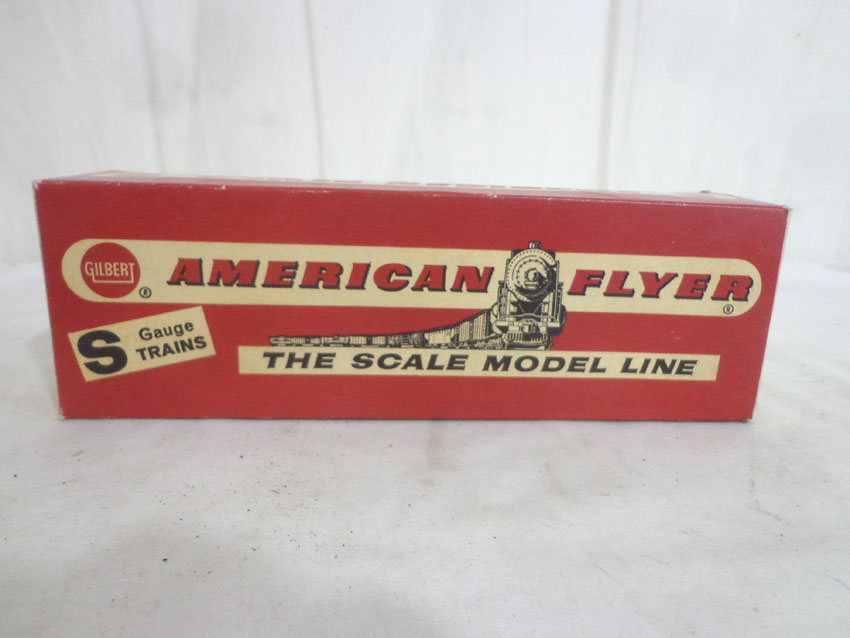 GILBERT ®
AMERICAN FLYER ®
S Gauge
TRAINS
THE SCALE MODEL LINE